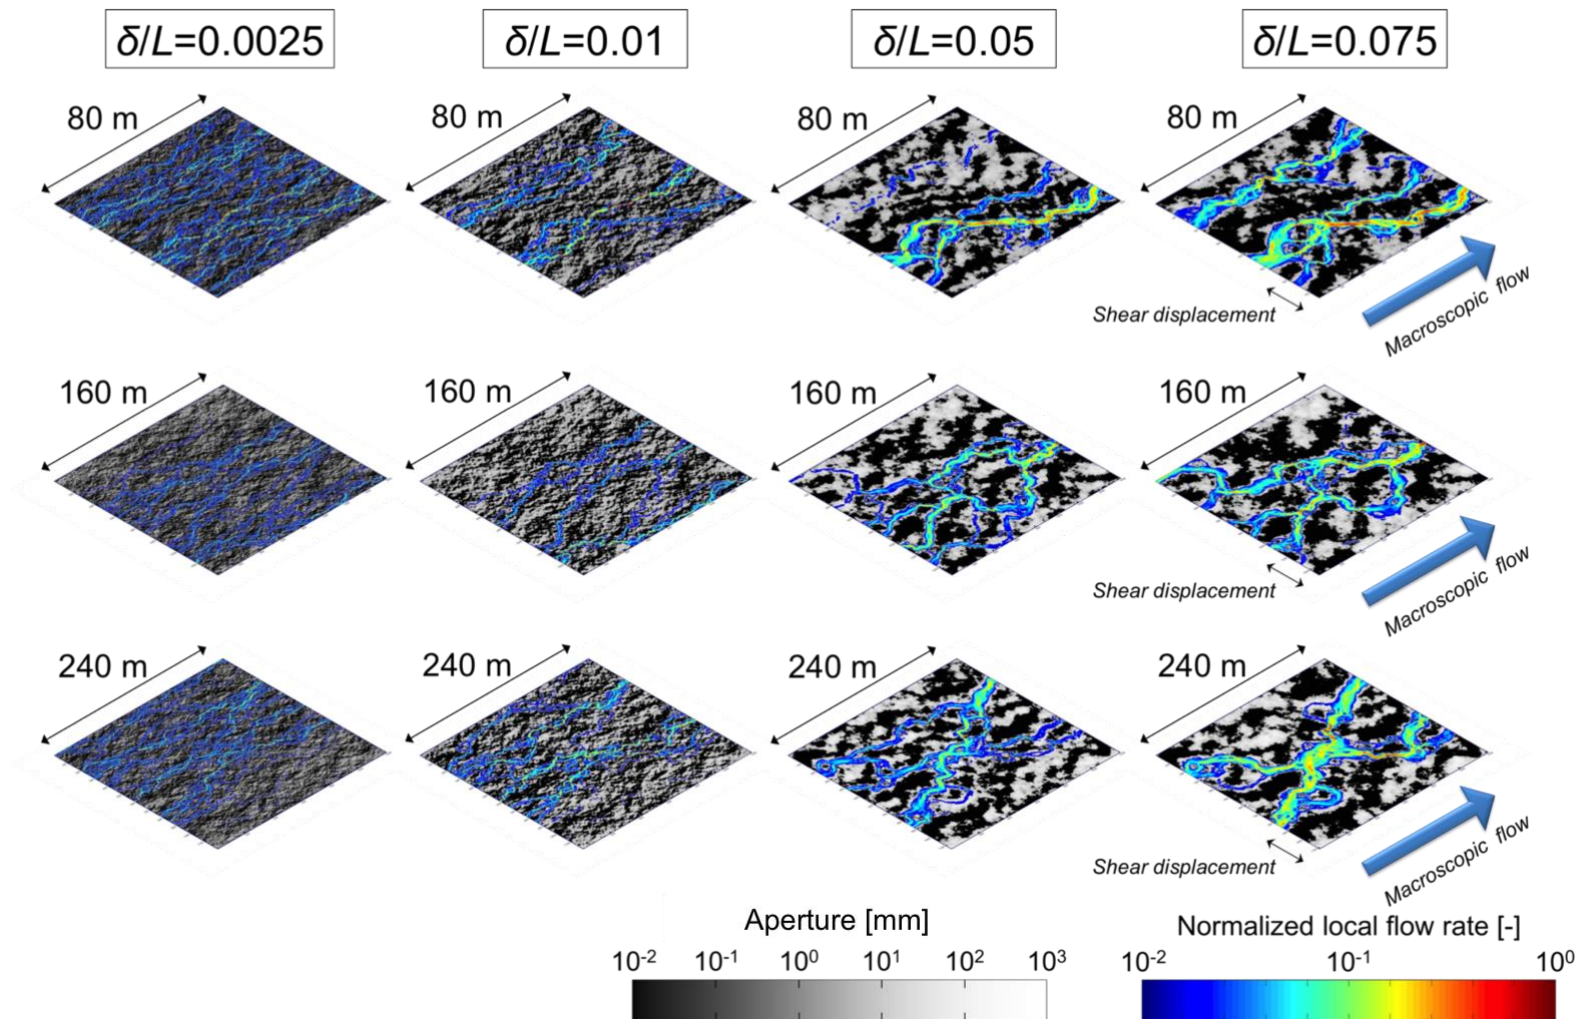 δ/L=0.0025 δ/L=0.01 δ/L=0.05 δ/L=0.075
80 m 80 m 80 m 80 m
Shear displacement
Macroscopic flow
160 m 160 m 160 m 160 m
Shear displacement
Macroscopic flow
240 m 240 m 240 m 240 m
Shear displacement
Macroscopic flow
Aperture [mm]
10⁻² 10⁻¹ 10⁰ 10¹ 10² 10³
Normalized local flow rate [-]
10⁻² 10⁻¹ 10⁰